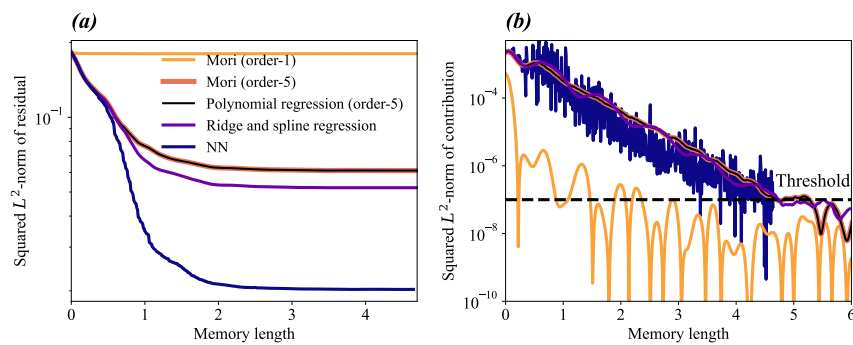 (a)
(b)
Squared L²-norm of residual
10⁻¹
Mori (order-1)
Mori (order-5)
Polynomial regression (order-5)
Ridge and spline regression
NN
0 1 2 3 4
Memory length
Squared L²-norm of contribution
10⁻⁴
10⁻⁶
10⁻⁸
10⁻¹⁰
Threshold
0 1 2 3 4 5 6
Memory length